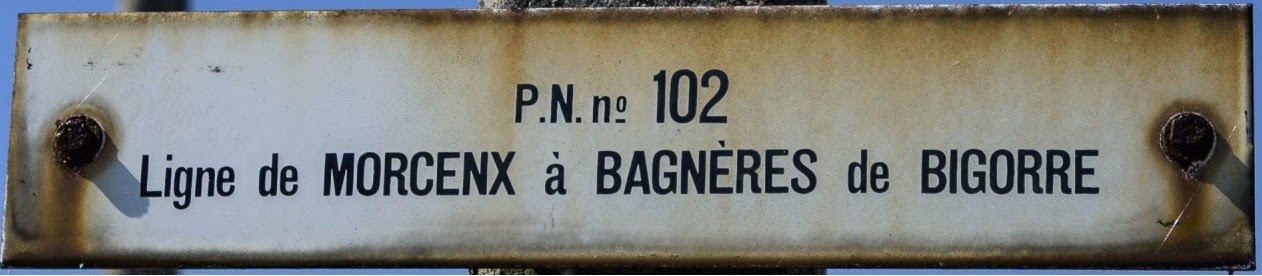 P.N. nº 102
Ligne de MORCENX à BAGNÈRES de BIGORRE